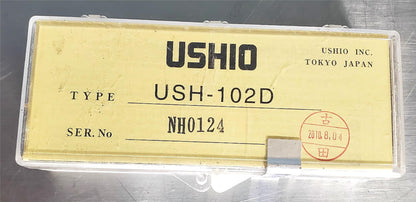 USHIO
USHIO INC.
TOKYO JAPAN
TYPE USH-102D
SER. No NH0124
古
2010.8.04
田